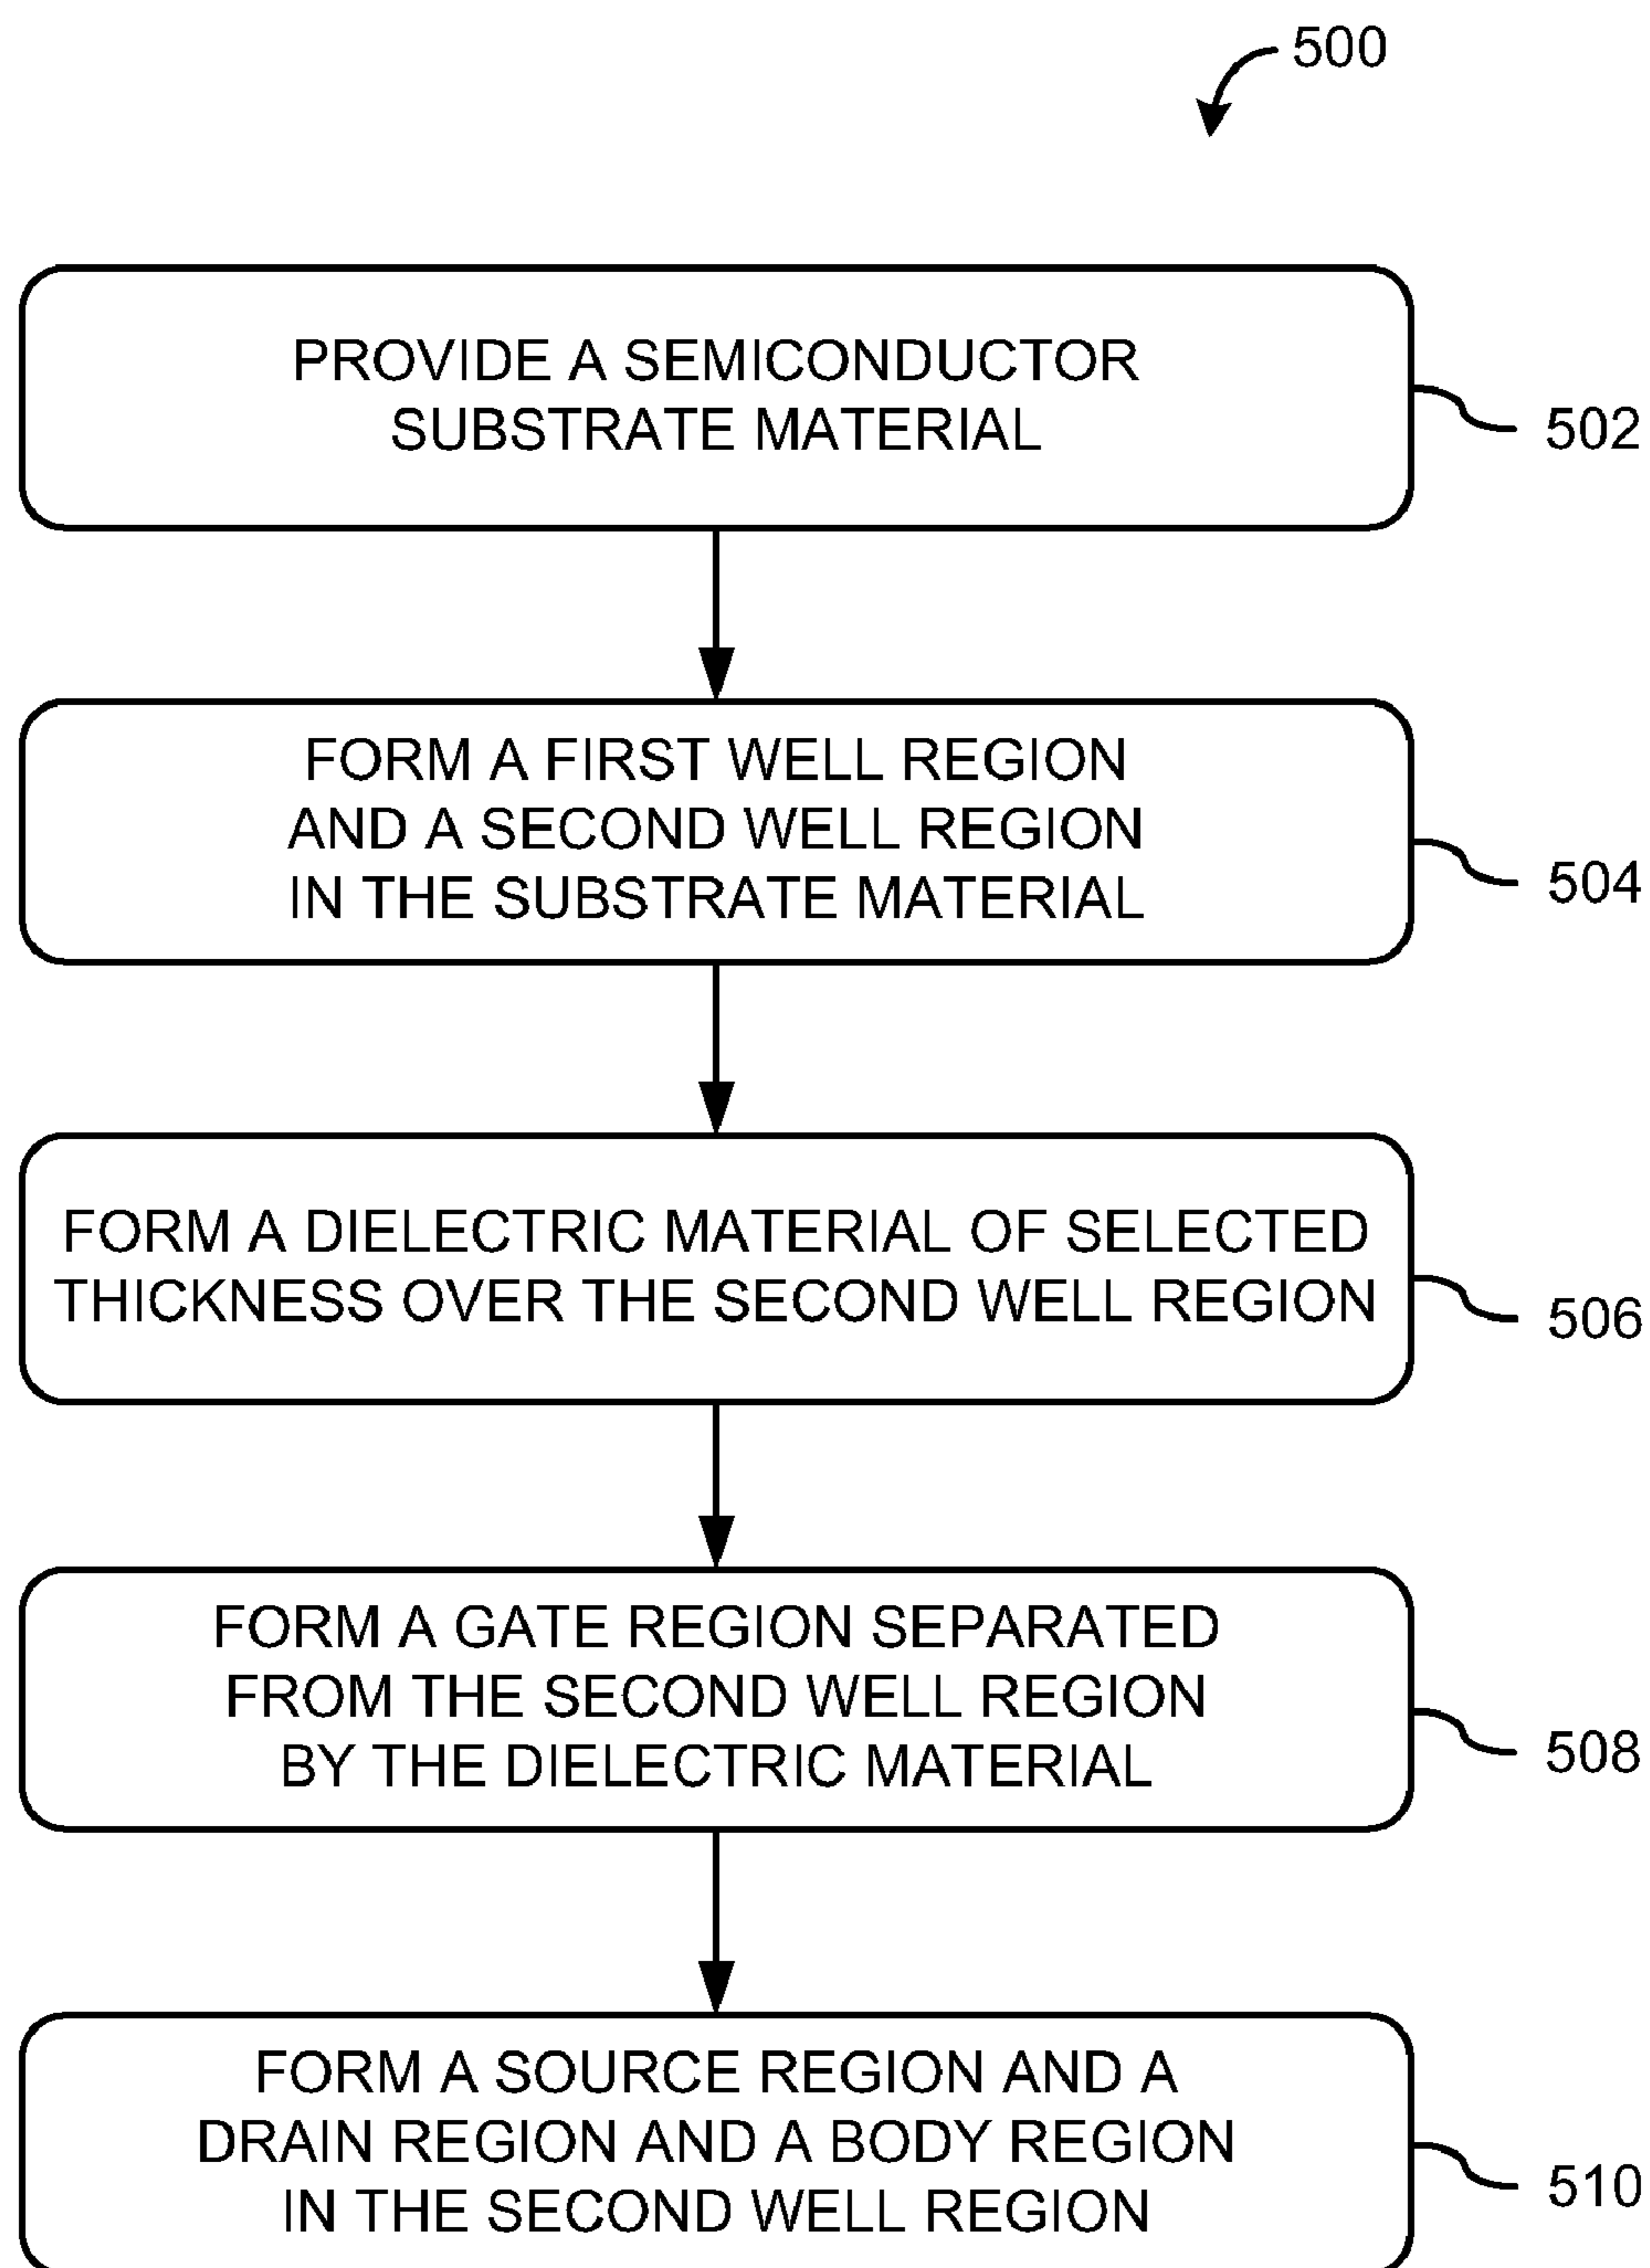 500
PROVIDE A SEMICONDUCTOR
SUBSTRATE MATERIAL
502
FORM A FIRST WELL REGION
AND A SECOND WELL REGION
IN THE SUBSTRATE MATERIAL
504
FORM A DIELECTRIC MATERIAL OF SELECTED
THICKNESS OVER THE SECOND WELL REGION
506
FORM A GATE REGION SEPARATED
FROM THE SECOND WELL REGION
BY THE DIELECTRIC MATERIAL
508
FORM A SOURCE REGION AND A
DRAIN REGION AND A BODY REGION
IN THE SECOND WELL REGION
510